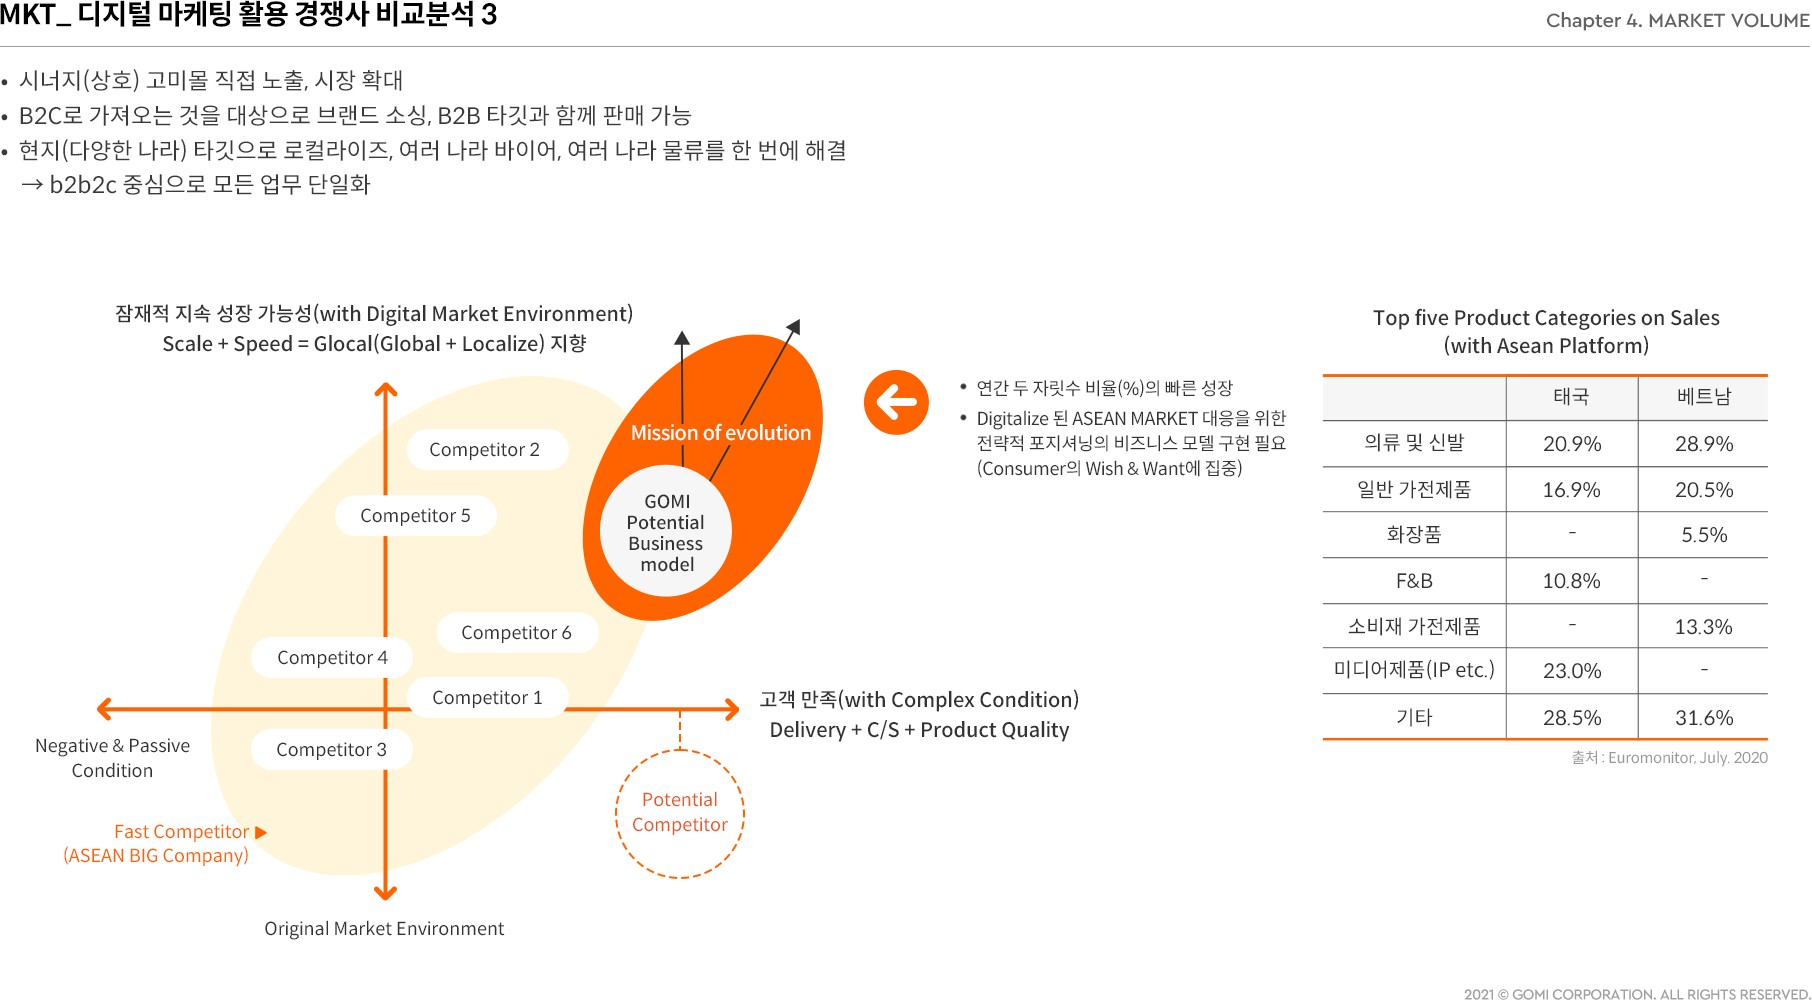 MKT_ 디지털 마케팅 활용 경쟁사 비교분석 3
Chapter 4. MARKET VOLUME
• 시너지(상호) 고미몰 직접 노출, 시장 확대
• B2C로 가져오는 것을 대상으로 브랜드 소싱, B2B 타깃과 함께 판매 가능
• 현지(다양한 나라) 타깃으로 로컬라이즈, 여러 나라 바이어, 여러 나라 물류를 한 번에 해결
→ b2b2c 중심으로 모든 업무 단일화
잠재적 지속 성장 가능성(with Digital Market Environment)
Scale + Speed = Glocal(Global + Localize) 지향
Competitor 2
Competitor 5
Competitor 6
Competitor 4
Competitor 1
Competitor 3
Mission of evolution
GOMI
Potential
Business
model
고객 만족(with Complex Condition)
Delivery + C/S + Product Quality
Negative & Passive
Condition
Fast Competitor ▶
(ASEAN BIG Company)
Potential
Competitor
Original Market Environment
• 연간 두 자릿수 비율(%)의 빠른 성장
• Digitalize 된 ASEAN MARKET 대응을 위한
전략적 포지셔닝의 비즈니스 모델 구현 필요
(Consumer의 Wish & Want에 집중)
Top five Product Categories on Sales
(with Asean Platform)
태국 베트남
의류 및 신발 20.9% 28.9%
일반 가전제품 16.9% 20.5%
화장품 - 5.5%
F&B 10.8% -
소비재 가전제품 - 13.3%
미디어제품(IP etc.) 23.0% -
기타 28.5% 31.6%
출처 : Euromonitor, July. 2020
2021 © GOMI CORPORATION. ALL RIGHTS RESERVED.